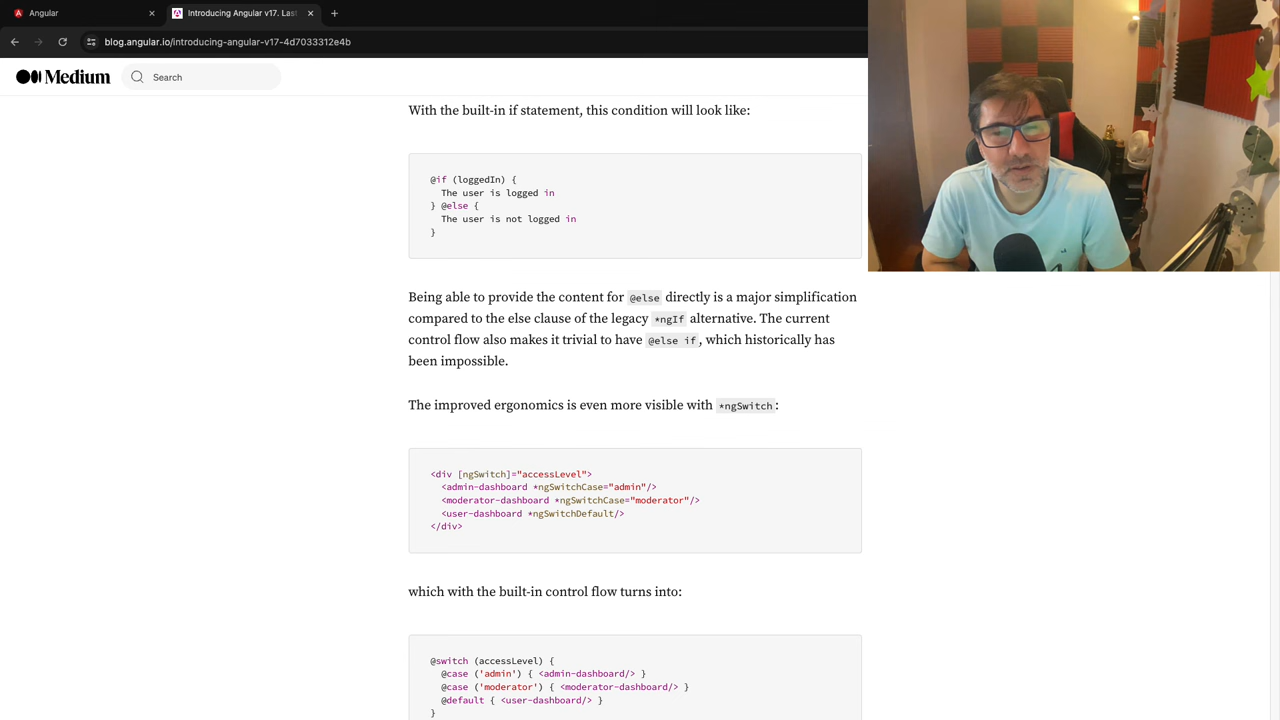 Angular
Introducing Angular v17. Last
blog.angular.io/introducing-angular-v17-4d7033312e4b
Medium
Search
With the built-in if statement, this condition will look like:
@if (loggedIn) {
The user is logged in
} @else {
The user is not logged in
}
Being able to provide the content for @else directly is a major simplification
compared to the else clause of the legacy *ngIf alternative. The current
control flow also makes it trivial to have @else if, which historically has
been impossible.
The improved ergonomics is even more visible with *ngSwitch:
<div [ngSwitch]="accessLevel">
<admin-dashboard *ngSwitchCase="admin"/>
<moderator-dashboard *ngSwitchCase="moderator"/>
<user-dashboard *ngSwitchDefault/>
</div>
which with the built-in control flow turns into:
@switch (accessLevel) {
@case ('admin') { <admin-dashboard/> }
@case ('moderator') { <moderator-dashboard/> }
@default { <user-dashboard/> }
}